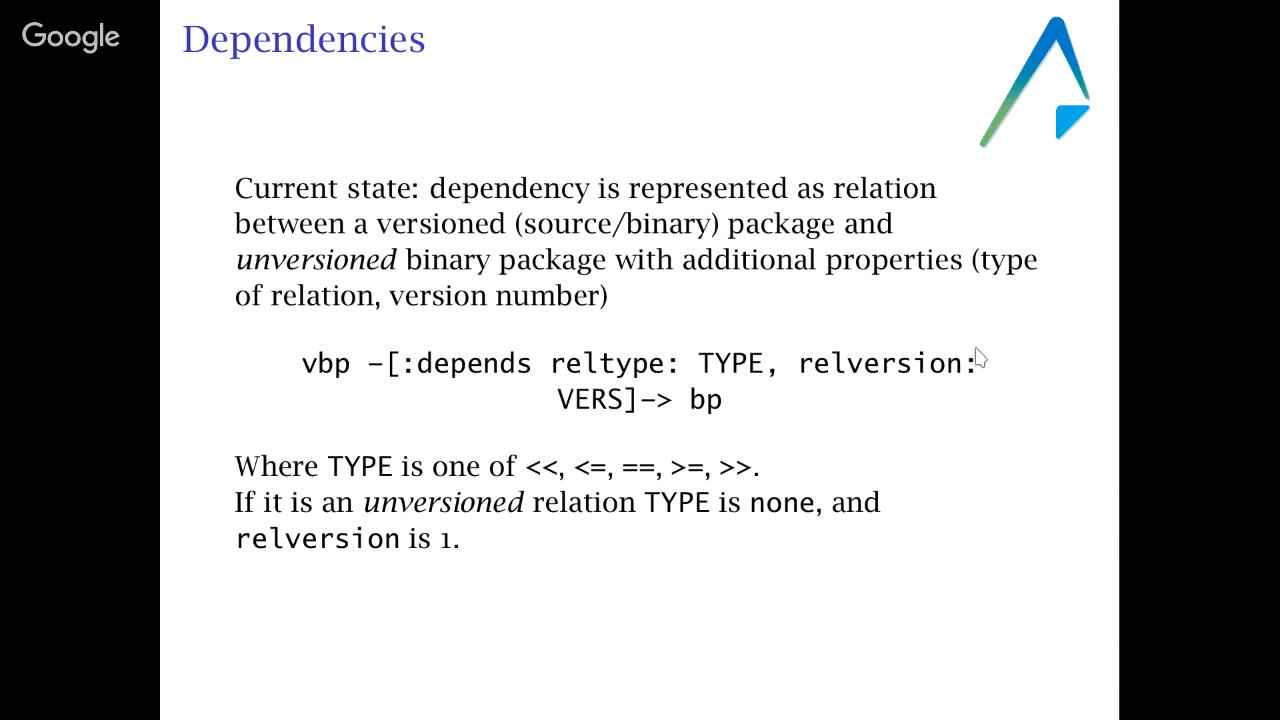 Google
Dependencies
Current state: dependency is represented as relation
between a versioned (source/binary) package and
unversioned binary package with additional properties (type
of relation, version number)
vbp -[:depends reltype: TYPE, relversion:
VERS]-> bp
Where TYPE is one of <<, <=, ==, >=, >>.
If it is an unversioned relation TYPE is none, and
relversion is 1.